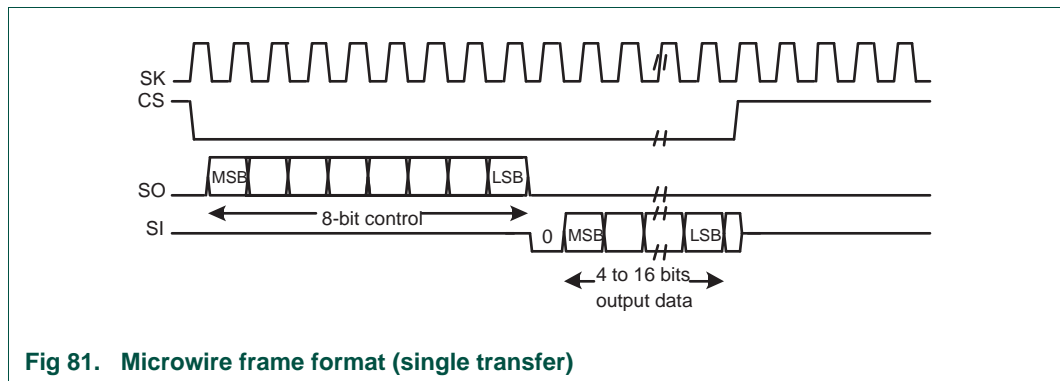 SK
CS
SO
MSB
LSB
8-bit control
SI
0
MSB
LSB
4 to 16 bits
output data
Fig 81. Microwire frame format (single transfer)